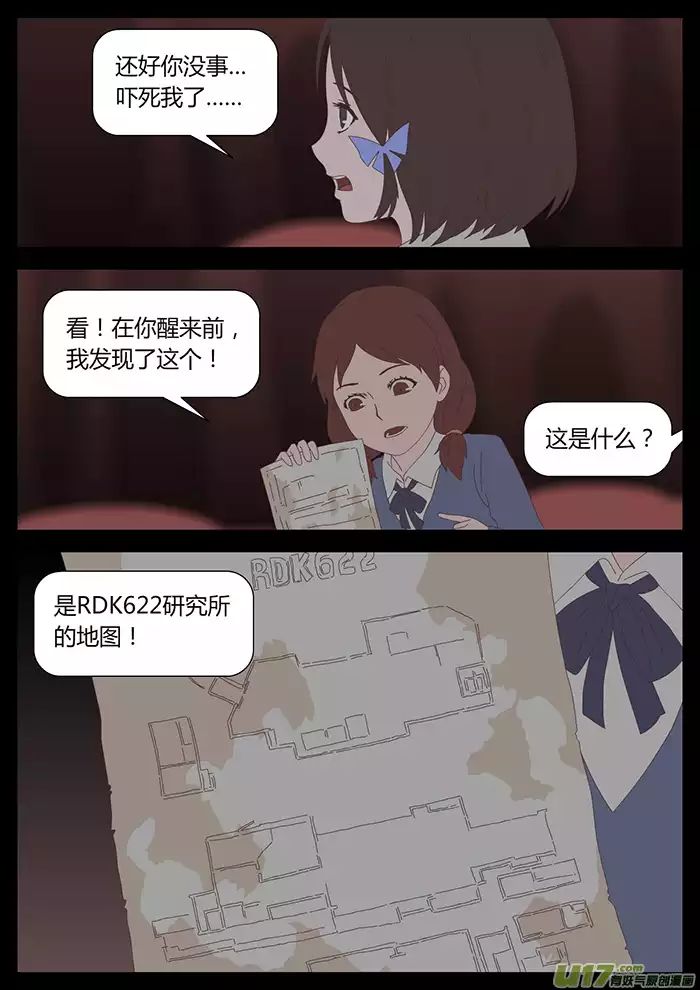 还好你没事…
吓死我了……
看！在你醒来前，
我发现了这个！
这是什么？
RDK622
是RDK622研究所
的地图！
U17.com
有妖气原创漫画